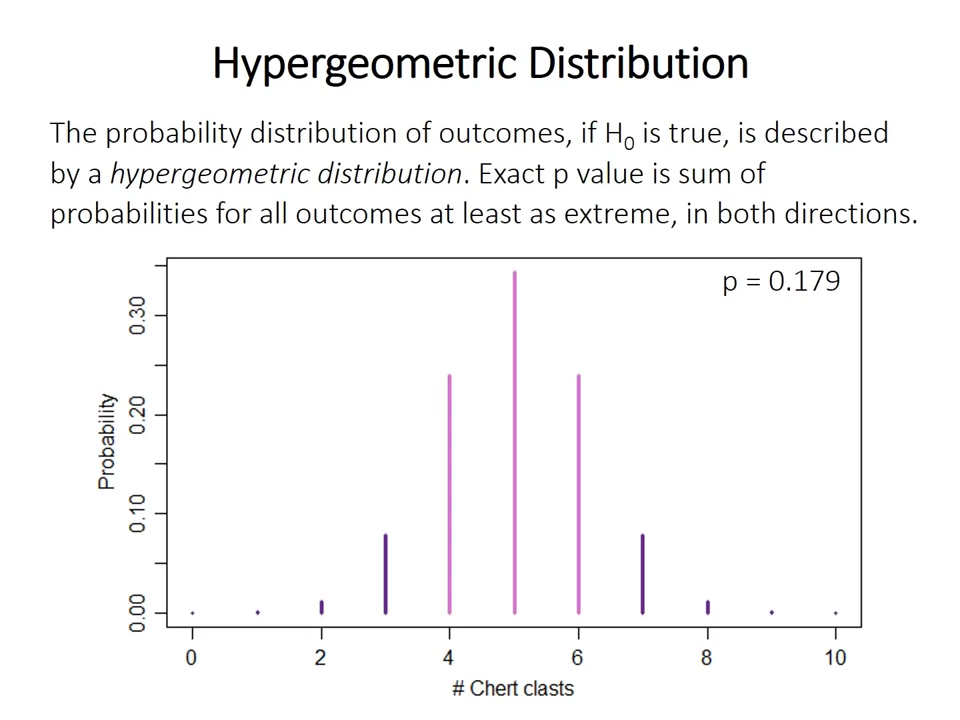 Hypergeometric Distribution
The probability distribution of outcomes, if H₀ is true, is described
by a hypergeometric distribution. Exact p value is sum of
probabilities for all outcomes at least as extreme, in both directions.
p = 0.179
Probability
0.30
0.20
0.10
0.00
0 2 4 6 8 10
# Chert clasts